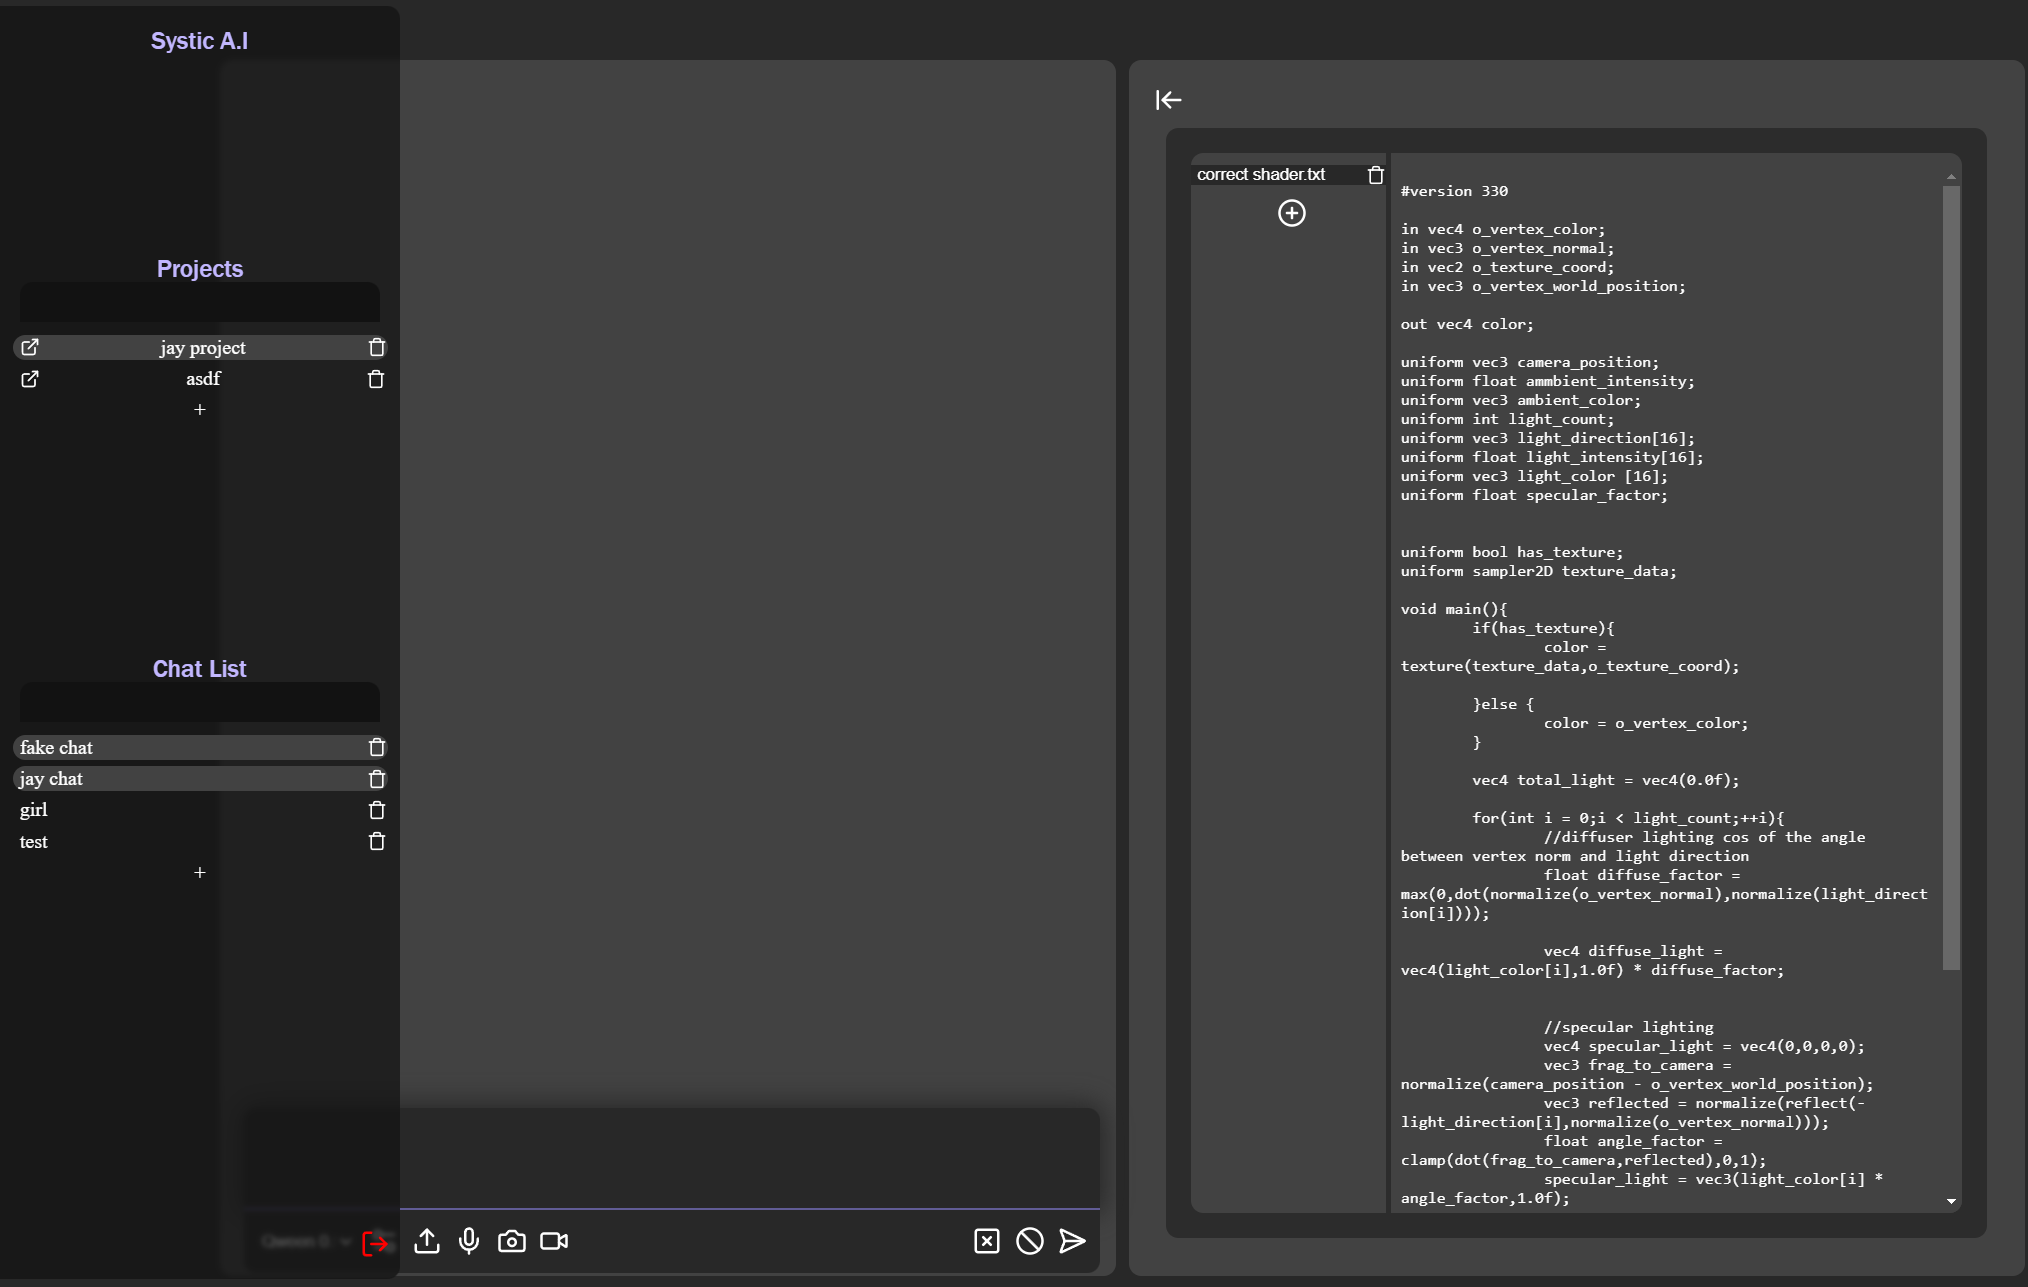 Systic A.I
Projects
jay project
asdf
+
Chat List
fake chat
jay chat
girl
test
+
correct shader.txt
#version 330
in vec4 o_vertex_color;
in vec3 o_vertex_normal;
in vec2 o_texture_coord;
in vec3 o_vertex_world_position;
out vec4 color;
uniform vec3 camera_position;
uniform float ammbient_intensity;
uniform vec3 ambient_color;
uniform int light_count;
uniform vec3 light_direction[16];
uniform float light_intensity[16];
uniform vec3 light_color [16];
uniform float specular_factor;
uniform bool has_texture;
uniform sampler2D texture_data;
void main(){
if(has_texture){
color =
texture(texture_data,o_texture_coord);
}else {
color = o_vertex_color;
}
vec4 total_light = vec4(0.0f);
for(int i = 0;i < light_count;++i){
//diffuser lighting cos of the angle
between vertex norm and light direction
float diffuse_factor =
max(0,dot(normalize(o_vertex_normal),normalize(light_direct
ion[i])));
vec4 diffuse_light =
vec4(light_color[i],1.0f) * diffuse_factor;
//specular lighting
vec4 specular_light = vec4(0,0,0,0);
vec3 frag_to_camera =
normalize(camera_position - o_vertex_world_position);
vec3 reflected = normalize(reflect(-
light_direction[i],normalize(o_vertex_normal)));
float angle_factor =
clamp(dot(frag_to_camera,reflected),0,1);
specular_light = vec3(light_color[i] *
angle_factor,1.0f);